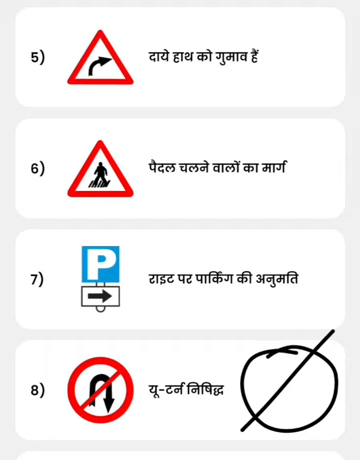 5) दाये हाथ को गुमाव हैं
6) पैदल चलने वालों का मार्ग
7) P राइट पर पार्किंग की अनुमति
8) यू-टर्न निषिद्ध